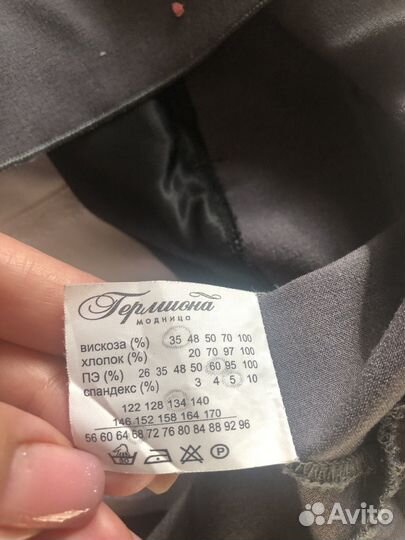 Гермиона
модница
вискоза (%) 35 48 50 70 100
хлопок (%) 20 70 97 100
ПЭ (%) 26 35 48 50 60 95 100
спандекс (%) 3 4 5 10
122 128 134 140
146 152 158 164 170
56 60 64 68 72 76 80 84 88 92 96
30 P
Avito